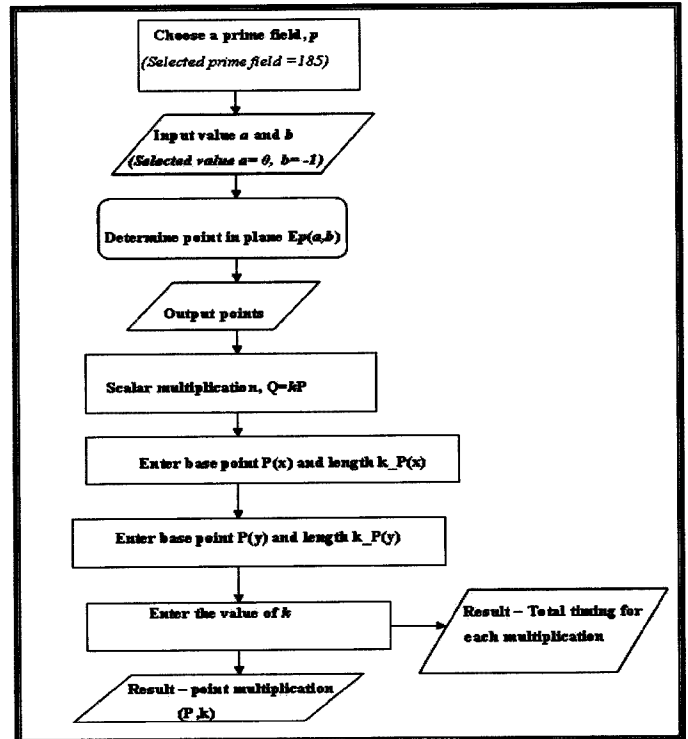 Choose a prime field, p
(Selected prime field =185)
Input value a and b
(Selected value a= 0, b= -1)
Determine point in plane Ep(a,b)
Output points
Scalar multiplication, Q=kP
Enter base point P(x) and length k_P(x)
Enter base point P(y) and length k_P(y)
Enter the value of k
Result – Total timing for
each multiplication
Result – point multiplication
(P,k)